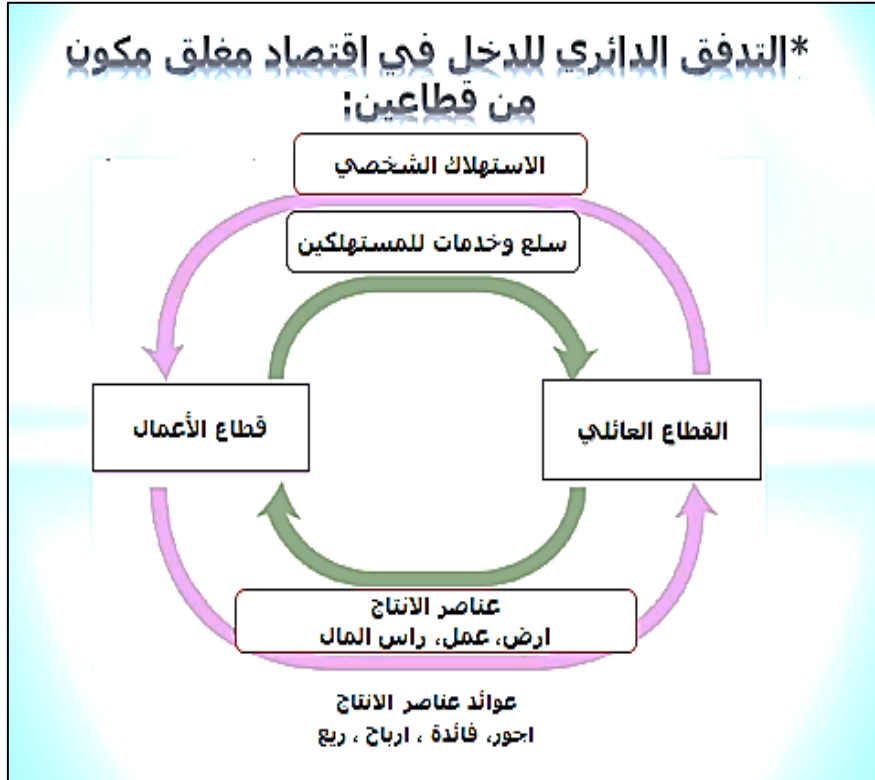 *التدفق الدائري للدخل في اقتصاد مغلق مكون
من قطاعين:
الاستهلاك الشخصي
سلع وخدمات للمستهلكين
القطاع العائلي
قطاع الأعمال
عناصر الانتاج
ارض، عمل، راس المال
عوائد عناصر الانتاج
اجور، فائدة ، ارباح ، ريع